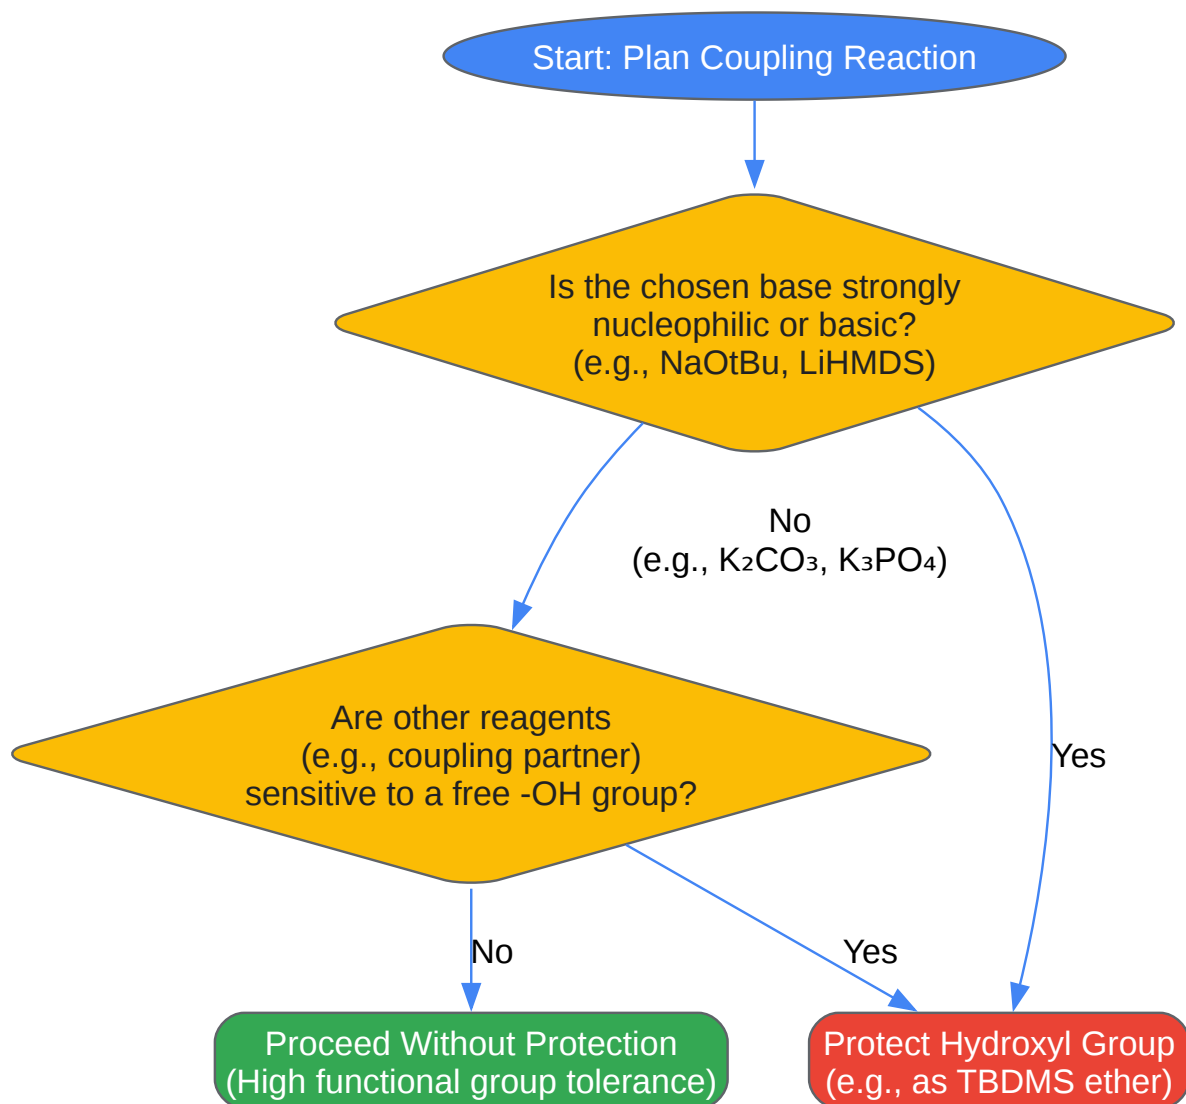 Start: Plan Coupling Reaction
Is the chosen base strongly
nucleophilic or basic?
(e.g., NaOtBu, LiHMDS)
No
(e.g., K₂CO₃, K₃PO₄)
Are other reagents
(e.g., coupling partner)
sensitive to a free -OH group?
Yes
No
Yes
Proceed Without Protection
(High functional group tolerance)
Protect Hydroxyl Group
(e.g., as TBDMS ether)